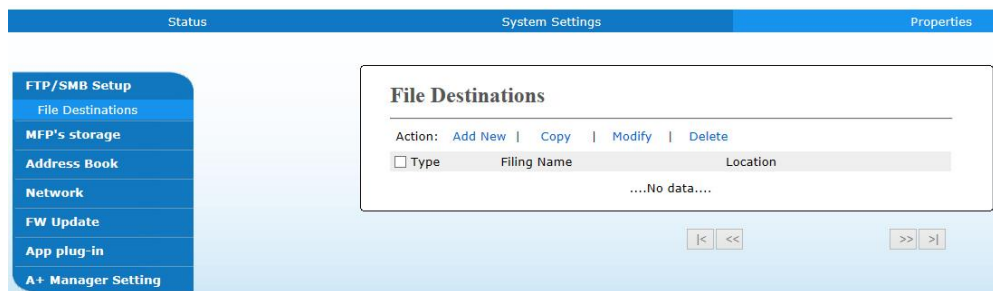 Status System Settings Properties
FTP/SMB Setup
File Destinations
MFP's storage
Address Book
Network
FW Update
App plug-in
A+ Manager Setting
File Destinations
Action: Add New | Copy | Modify | Delete
Type Filing Name Location
....No data....
|< << >> >|